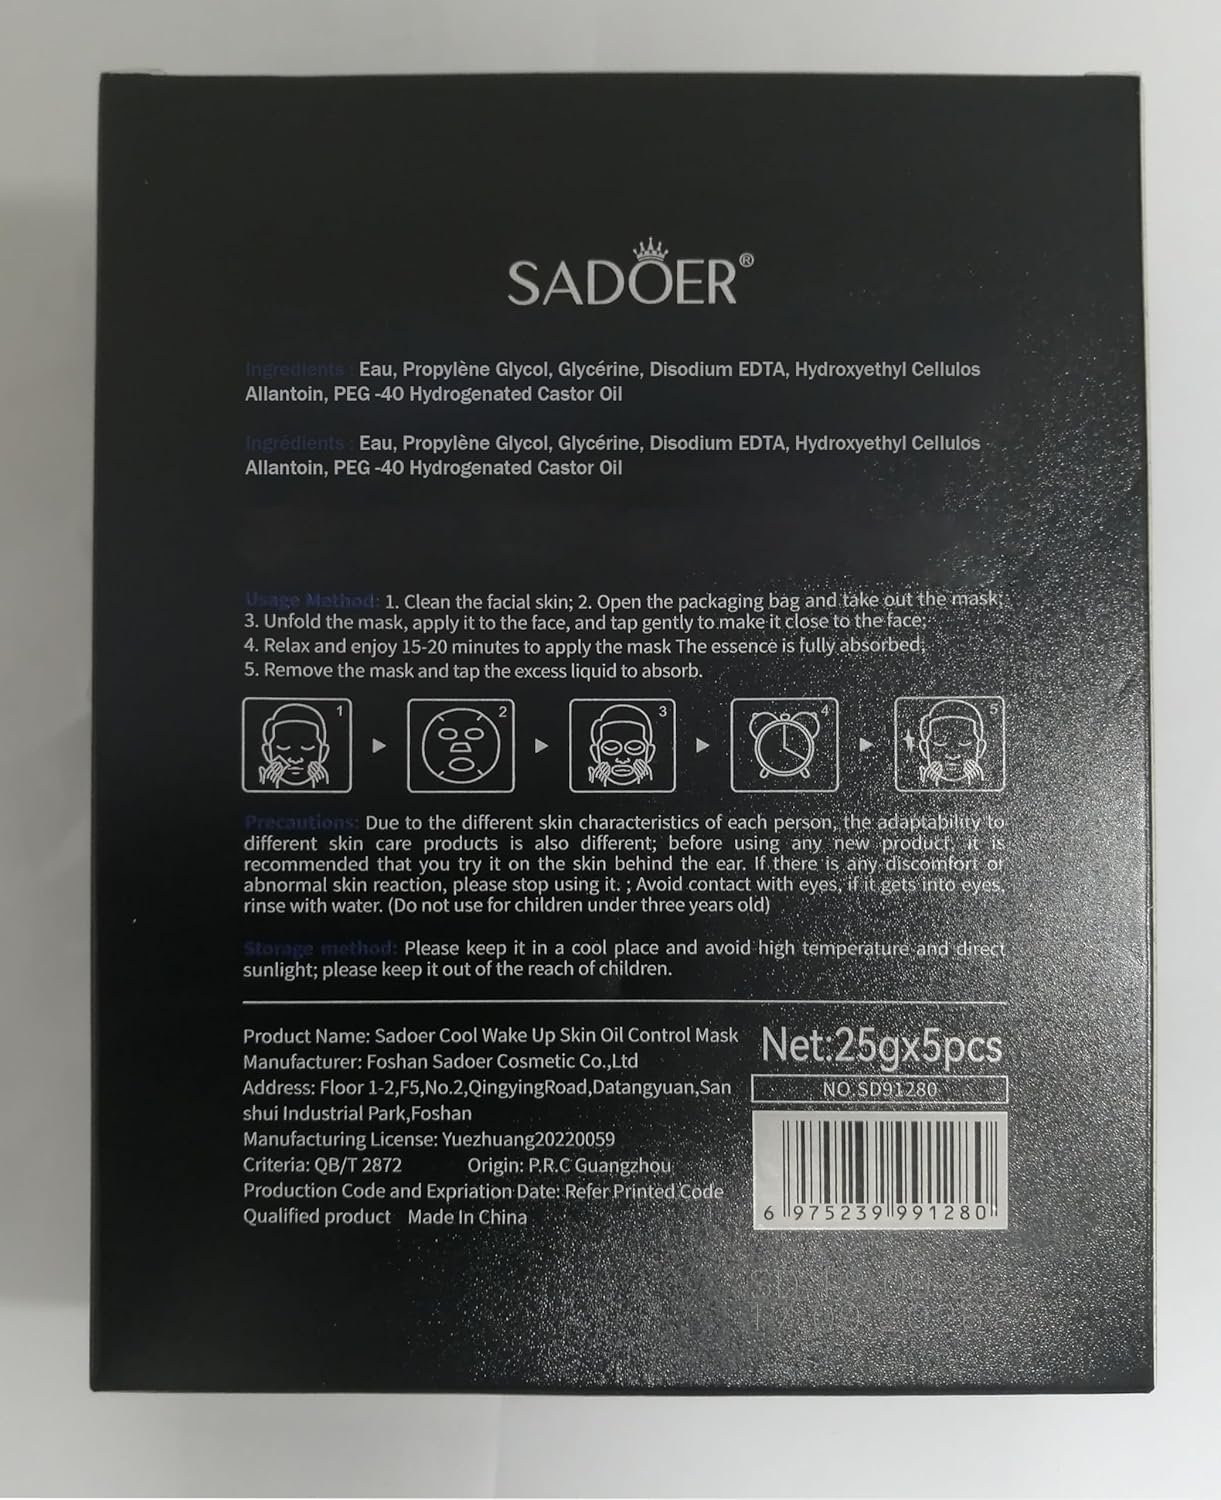 SADOER®
Ingredients : Eau, Propylène Glycol, Glycérine, Disodium EDTA, Hydroxyethyl Cellulos
Allantoin, PEG -40 Hydrogenated Castor Oil
Ingrédients : Eau, Propylène Glycol, Glycérine, Disodium EDTA, Hydroxyethyl Cellulos
Allantoin, PEG -40 Hydrogenated Castor Oil
Usage Method: 1. Clean the facial skin; 2. Open the packaging bag and take out the mask;
3. Unfold the mask, apply it to the face, and tap gently to make it close to the face;
4. Relax and enjoy 15-20 minutes to apply the mask The essence is fully absorbed;
5. Remove the mask and tap the excess liquid to absorb.
1 2 3 4 5
Precautions: Due to the different skin characteristics of each person, the adaptability to
different skin care products is also different; before using any new product, it is
recommended that you try it on the skin behind the ear. If there is any discomfort or
abnormal skin reaction, please stop using it. ; Avoid contact with eyes, if it gets into eyes,
rinse with water. (Do not use for children under three years old)
Storage method: Please keep it in a cool place and avoid high temperature and direct
sunlight; please keep it out of the reach of children.
Product Name: Sadoer Cool Wake Up Skin Oil Control Mask
Manufacturer: Foshan Sadoer Cosmetic Co.,Ltd
Address: Floor 1-2,F5,No.2,QingyingRoad,Datangyuan,San
shui Industrial Park,Foshan
Manufacturing License: Yuezhuang20220059
Criteria: QB/T 2872 Origin: P.R.C Guangzhou
Production Code and Expriation Date: Refer Printed Code
Qualified product Made In China
Net:25gx5pcs
NO.SD91280
6 975239 991280